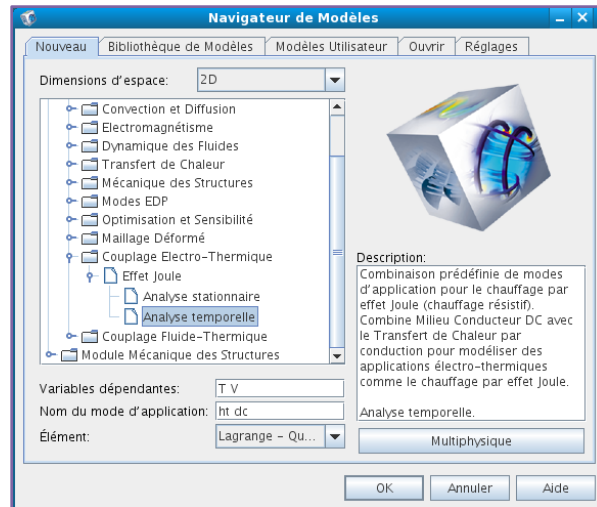 Navigateur de Modèles
Nouveau
Bibliothèque de Modèles
Modèles Utilisateur
Ouvrir
Réglages
Dimensions d'espace:
2D
Convection et Diffusion
Electromagnétisme
Dynamique des Fluides
Transfert de Chaleur
Mécanique des Structures
Modes EDP
Optimisation et Sensibilité
Maillage Déformé
Couplage Electro-Thermique
Effet Joule
Analyse stationnaire
Analyse temporelle
Couplage Fluide-Thermique
Module Mécanique des Structures
Description:
Combinaison prédéfinie de modes
d'application pour le chauffage par
effet Joule (chauffage résistif).
Combine Milieu Conducteur DC avec
le Transfert de Chaleur par
conduction pour modéliser des
applications électro-thermiques
comme le chauffage par effet Joule.
Analyse temporelle.
Variables dépendantes:
T V
Nom du mode d'application:
ht dc
Élément:
Lagrange - Qu...
Multiphysique
OK
Annuler
Aide